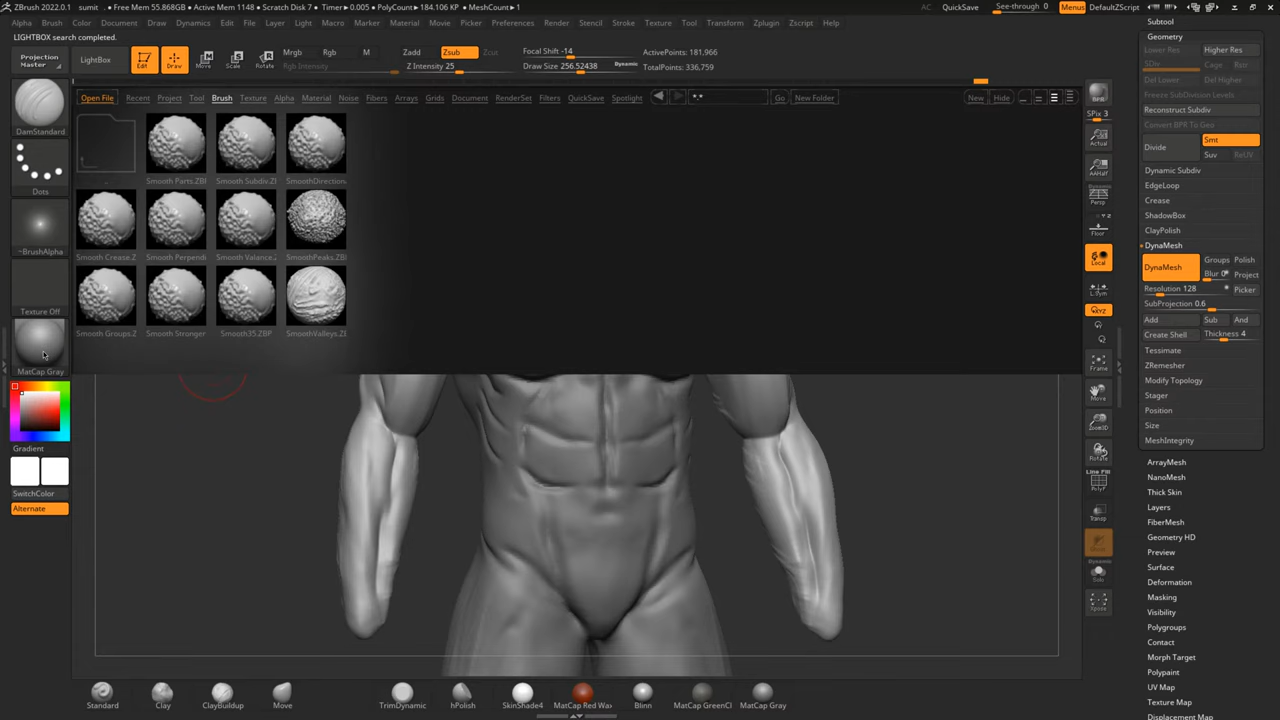 ZBrush 2022.0.1 sumit • Free Mem 55.868GB • Active Mem 1148 • Scratch Disk 7 • Timer▸0.005 • PolyCount▸184.106 KP • MeshCount▸1 AC QuickSave See-through 0 Menus DefaultZScript
Alpha Brush Color Document Draw Dynamics Edit File Layer Light Macro Marker Material Movie Picker Preferences Render Stencil Stroke Texture Tool Transform Zplugin Zscript Help
LIGHTBOX search completed.
Projection Master
LightBox
Edit
Draw
Move
Scale
Rotate
Mrgb Rgb M
Rgb Intensity
Zadd Zsub Zcut
Z Intensity 25
Focal Shift -14
Draw Size 256.52438 Dynamic
ActivePoints: 181,966
TotalPoints: 336,759
Open File Recent Project Tool Brush Texture Alpha Material Noise Fibers Arrays Grids Document RenderSet Filters QuickSave Spotlight Go New Folder New Hide
DamStandard
Dots
~BrushAlpha
Texture Off
MatCap Gray
Gradient
SwitchColor
Alternate
.. Smooth Parts.ZBP Smooth Subdiv.ZP SmoothDirection
Smooth Crease.Z Smooth Perpend Smooth Valance.Z SmoothPeaks.ZB
Smooth Groups.Z Smooth Stronger Smooth35.ZBP SmoothValleys.ZE
BPR
SPix 3
Actual
AAHalf
Dynamic
Persp
Floor
Local
L.Sym
Frame
Move
Zoom3D
Rotate
Line Fill
PolyF
Transp
Dynamic
Solo
Xpose
Subtool
Geometry
Lower Res Higher Res
SDiv Cage Rstr
Del Lower Del Higher
Freeze SubDivision Levels
Reconstruct Subdiv
Convert BPR To Geo
Divide Smt
Suv ReUV
Dynamic Subdiv
EdgeLoop
Crease
ShadowBox
ClayPolish
DynaMesh
DynaMesh Groups Polish
Blur 0 Project
Resolution 128 Picker
SubProjection 0.6
Add Sub And
Create Shell Thickness 4
Tessimate
ZRemesher
Modify Topology
Stager
Position
Size
MeshIntegrity
ArrayMesh
NanoMesh
Thick Skin
Layers
FiberMesh
Geometry HD
Preview
Surface
Deformation
Masking
Visibility
Polygroups
Contact
Morph Target
Polypaint
UV Map
Texture Map
Displacement Map
Standard Clay ClayBuildup Move TrimDynamic hPolish SkinShade4 MatCap Red Wax Blinn MatCap GreenCl MatCap Gray